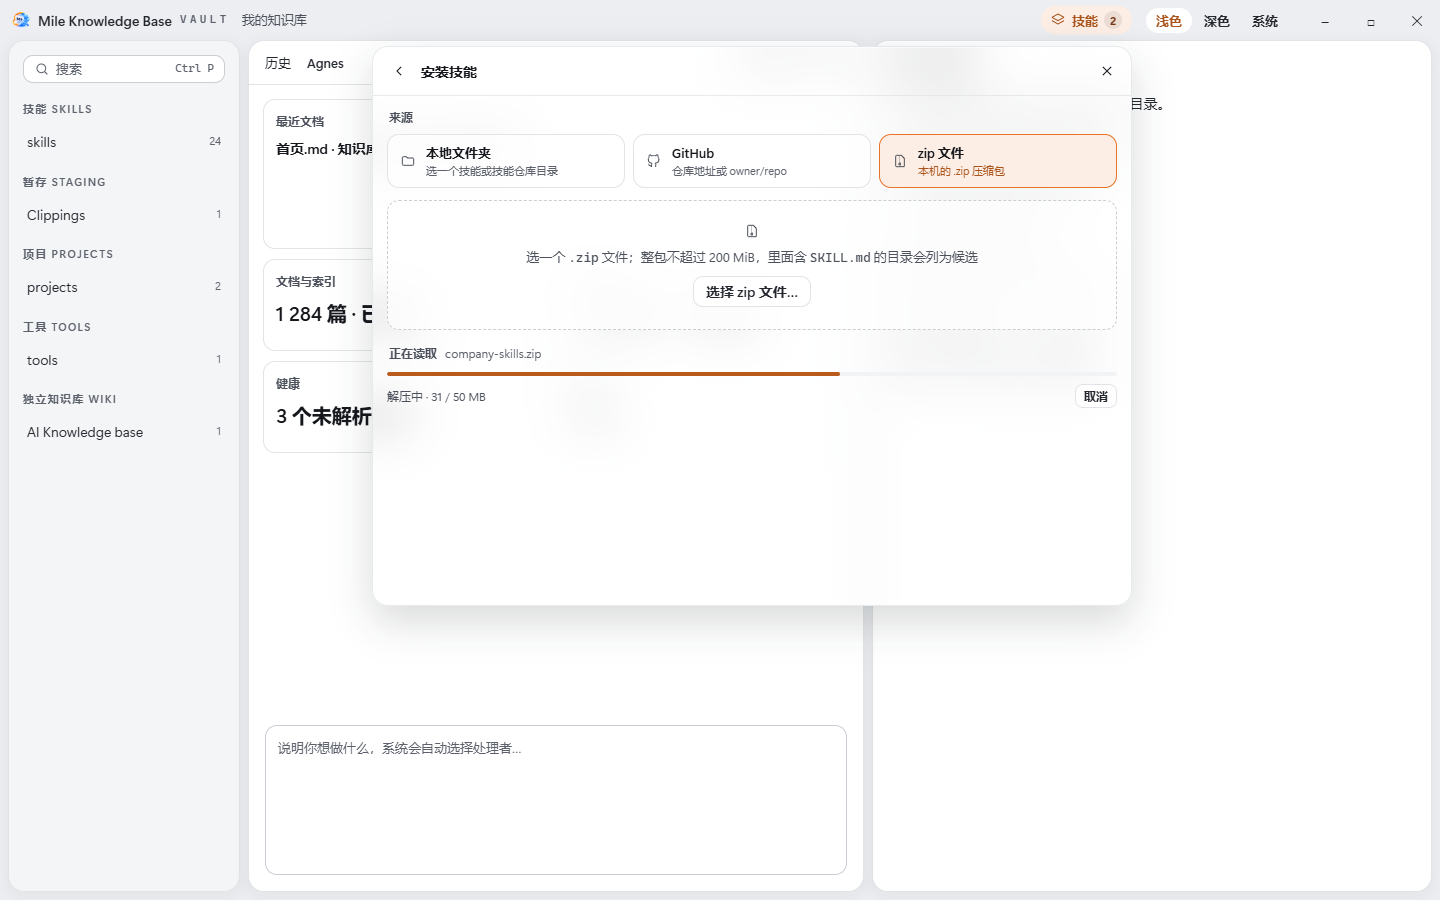 Mile Knowledge Base VAULT 我的知识库
技能 2 浅色 深色 系统
搜索 Ctrl P
技能 SKILLS
skills 24
暂存 STAGING
Clippings 1
项目 PROJECTS
projects 2
工具 TOOLS
tools 1
独立知识库 WIKI
AI Knowledge base 1
历史 Agnes
最近文档
首页.md · 知识库
文档与索引
1 284 篇 · 已
健康
3 个未解析
说明你想做什么，系统会自动选择处理者...
安装技能
来源
本地文件夹
选一个技能或技能仓库目录
GitHub
仓库地址或 owner/repo
zip 文件
本机的 .zip 压缩包
选一个 .zip 文件；整包不超过 200 MiB，里面含 SKILL.md 的目录会列为候选
选择 zip 文件...
正在读取 company-skills.zip
解压中 · 31 / 50 MB
取消
目录。